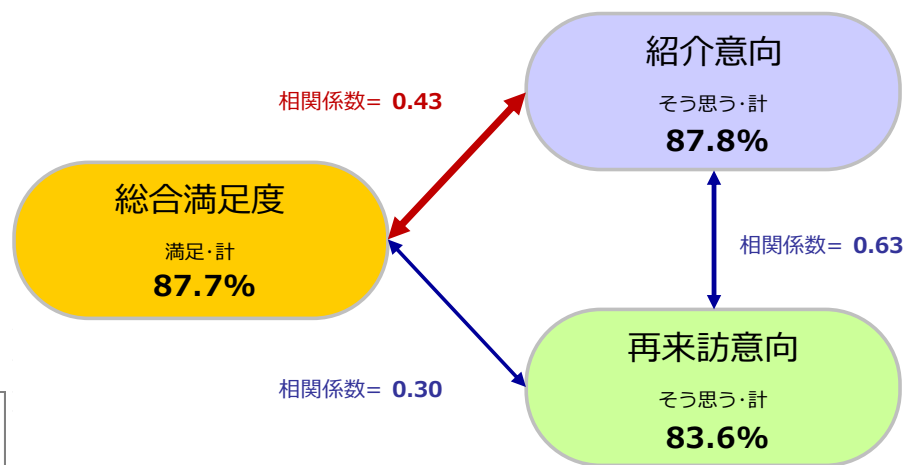 紹介意向
そう思う・計
87.8%
相関係数= 0.43
総合満足度
満足・計
87.7%
相関係数= 0.63
再来訪意向
そう思う・計
83.6%
相関係数= 0.30